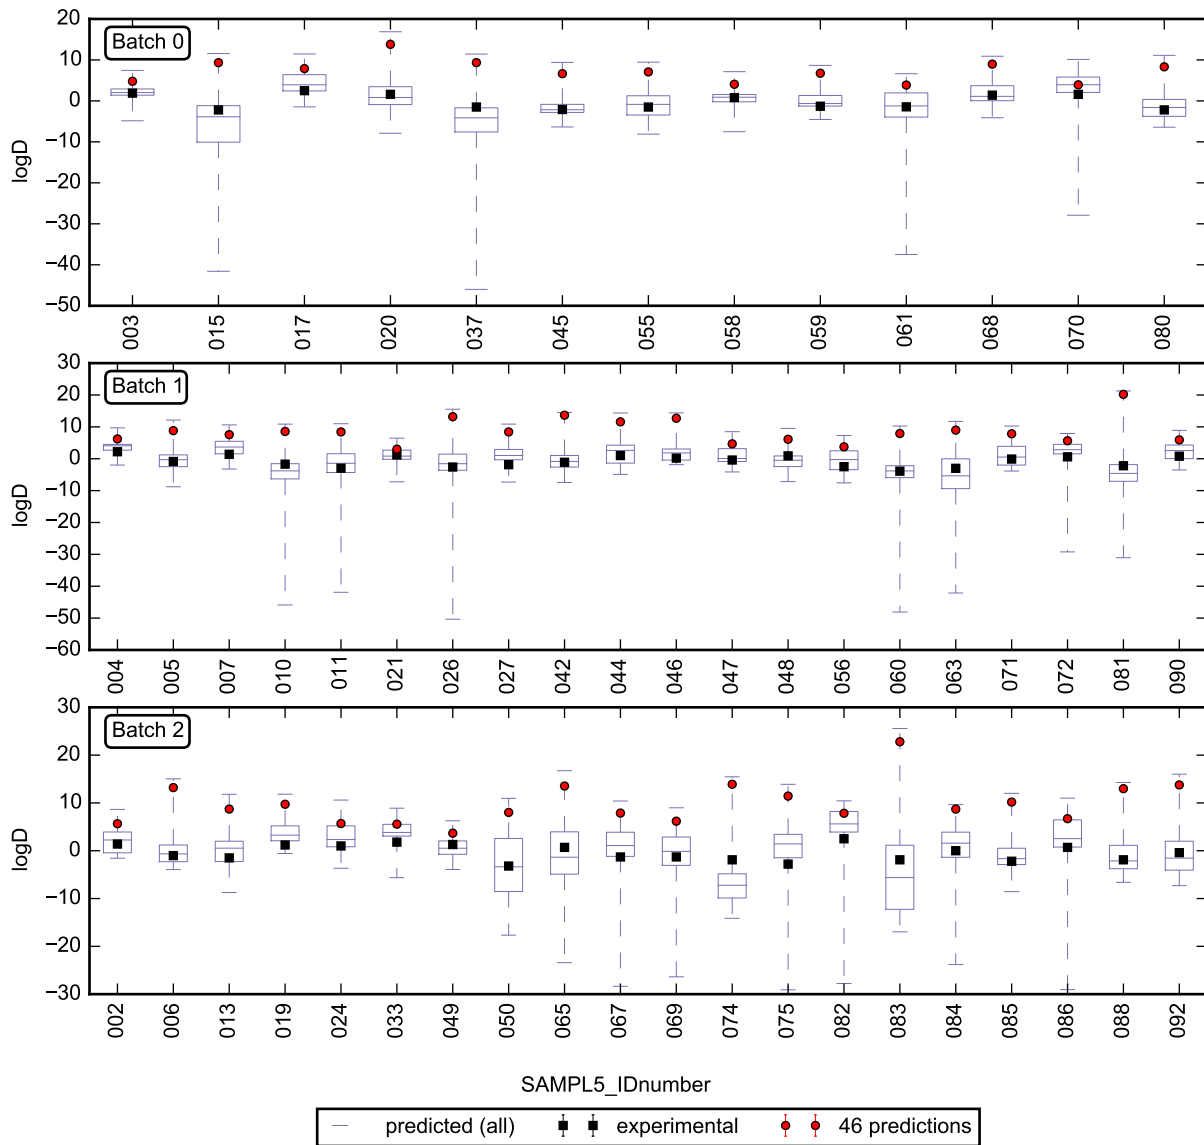 Batch 0
20
10
0
−10
−20
−30
−40
−50
logD
003 015 017 020 037 045 055 058 059 061 068 070 080
Batch 1
30
20
10
0
−10
−20
−30
−40
−50
−60
logD
004 005 007 010 011 021 026 027 042 044 046 047 048 056 060 063 071 072 081 090
Batch 2
30
20
10
0
−10
−20
−30
logD
002 006 013 019 024 033 049 050 065 067 069 074 075 082 083 084 085 086 088 092
SAMPL5_IDnumber
predicted (all) experimental 46 predictions